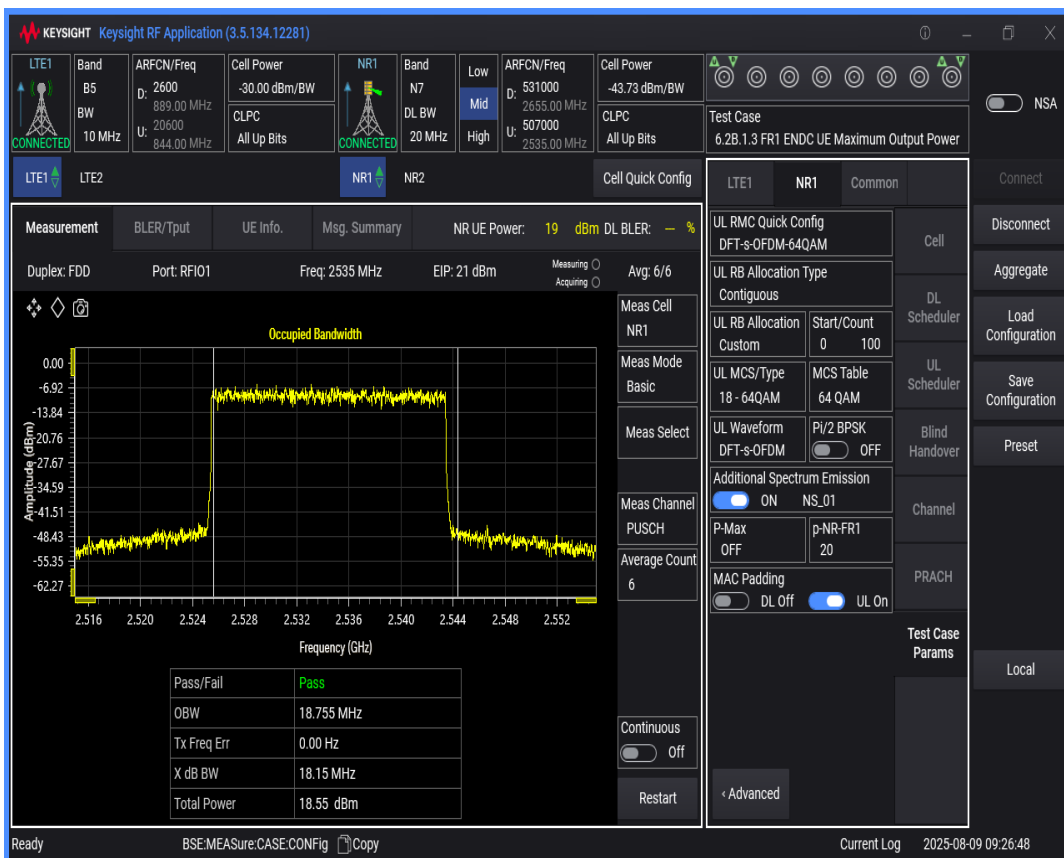 KEYSIGHT Keysight RF Application (3.5.134.12281)
LTE1
CONNECTED
Band
B5
BW
10 MHz
ARFCN/Freq
D: 2600
889.00 MHz
U: 20600
844.00 MHz
Cell Power
-30.00 dBm/BW
CLPC
All Up Bits
NR1
CONNECTED
Band
N7
DL BW
20 MHz
Low
Mid
High
ARFCN/Freq
D: 531000
2655.00 MHz
U: 507000
2535.00 MHz
Cell Power
-43.73 dBm/BW
CLPC
All Up Bits
Test Case
6.2B.1.3 FR1 ENDC UE Maximum Output Power
NSA
LTE1 LTE2 NR1 NR2 Cell Quick Config
Measurement BLER/Tput UE Info. Msg. Summary NR UE Power: 19 dBm DL BLER: -- %
Duplex: FDD Port: RFIO1 Freq: 2535 MHz EIP: 21 dBm Measuring Avg: 6/6
Acquiring
Occupied Bandwidth
Amplitude (dBm)
0.00
-6.92
-13.84
-20.76
-27.67
-34.59
-41.51
-48.43
-55.35
-62.27
2.516 2.520 2.524 2.528 2.532 2.536 2.540 2.544 2.548 2.552
Frequency (GHz)
Pass/Fail Pass
OBW 18.755 MHz
Tx Freq Err 0.00 Hz
X dB BW 18.15 MHz
Total Power 18.55 dBm
Meas Cell
NR1
Meas Mode
Basic
Meas Select
Meas Channel
PUSCH
Average Count
6
Continuous
Off
Restart
LTE1 NR1 Common
UL RMC Quick Config
DFT-s-OFDM-64QAM
UL RB Allocation Type
Contiguous
UL RB Allocation
Custom
Start/Count
0 100
UL MCS/Type
18 - 64QAM
MCS Table
64 QAM
UL Waveform
DFT-s-OFDM
Pi/2 BPSK
OFF
Additional Spectrum Emission
ON NS_01
P-Max
OFF
p-NR-FR1
20
MAC Padding
DL Off UL On
‹ Advanced
Cell
DL
Scheduler
UL
Scheduler
Blind
Handover
Channel
PRACH
Test Case
Params
Connect
Disconnect
Aggregate
Load
Configuration
Save
Configuration
Preset
Local
Ready BSE:MEASure:CASE:CONFig Copy Current Log 2025-08-09 09:26:48